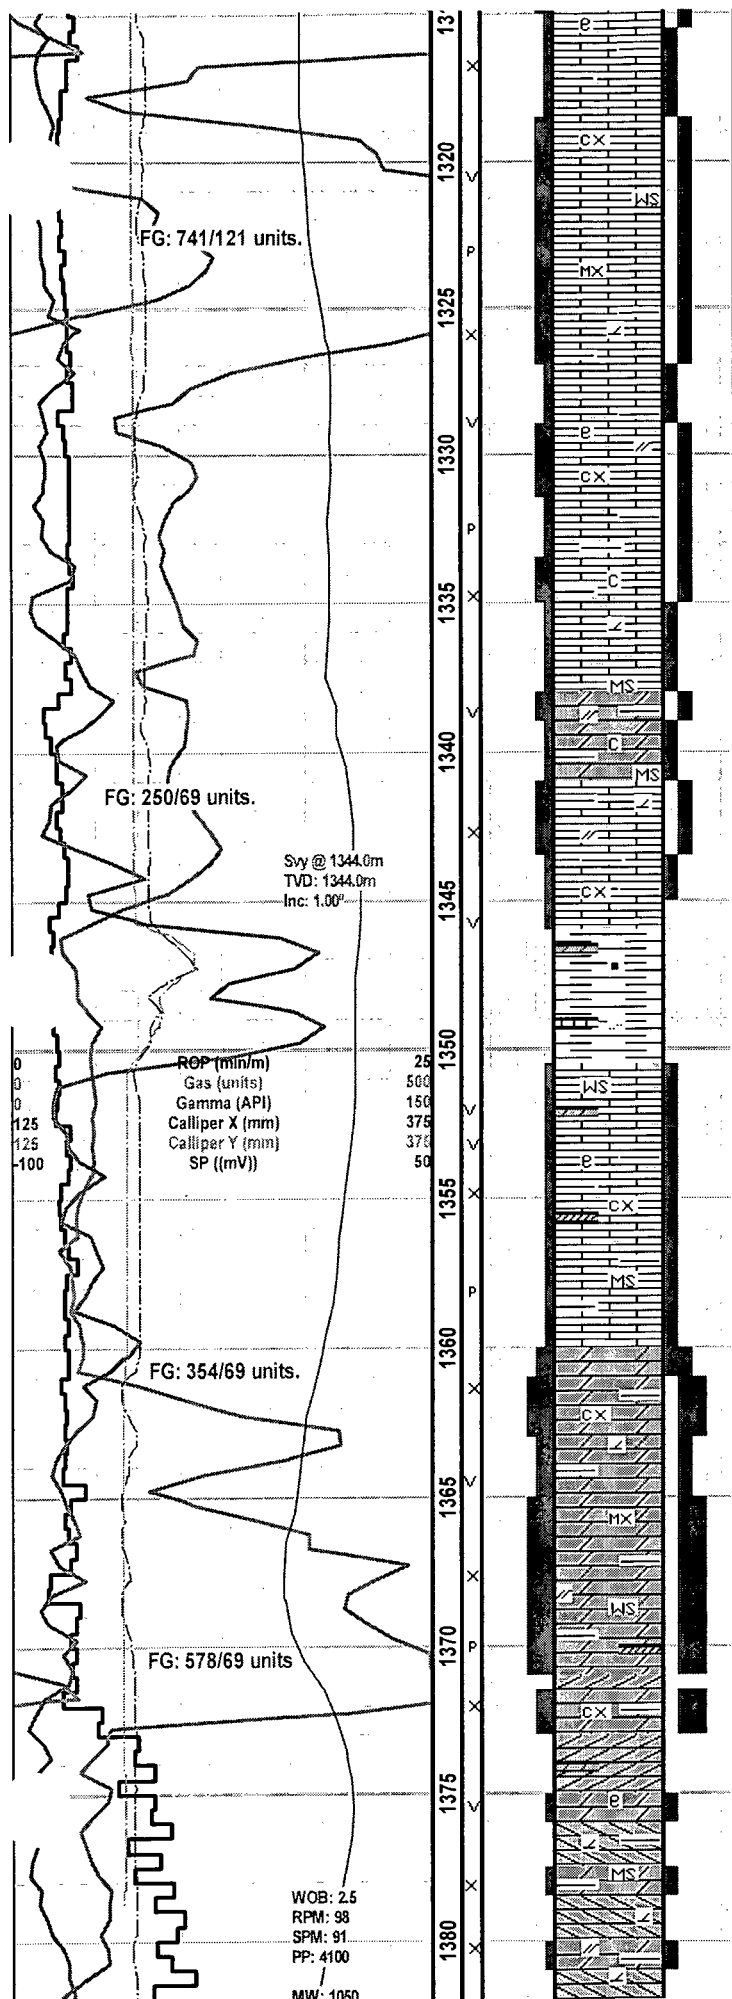 1320
FG: 741/121 units.
WS
P
MX
1325
X
V
1330
CX
P
C
1335
X
MS
V
C
1340
MS
FG: 250/69 units.
X
Svy @ 1344.0m
TVD: 1344.0m
Inc: 1.00°
CX
1345
V
1350
0 ROP (min/m) 25
0 Gas (units) 500
0 Gamma (API) 150
125 Calliper X (mm) 375
125 Calliper Y (mm) 375
-100 SP ((mV)) 50
WS
V
V
e
X
1355
CX
MS
P
1360
FG: 354/69 units.
X
CX
V
1365
MX
X
WS
FG: 578/69 units
1370
P
X
CX
1375
V
e
MS
X
WOB: 2.5
RPM: 98
SPM: 91
PP: 4100
1380
X
MW: 1050